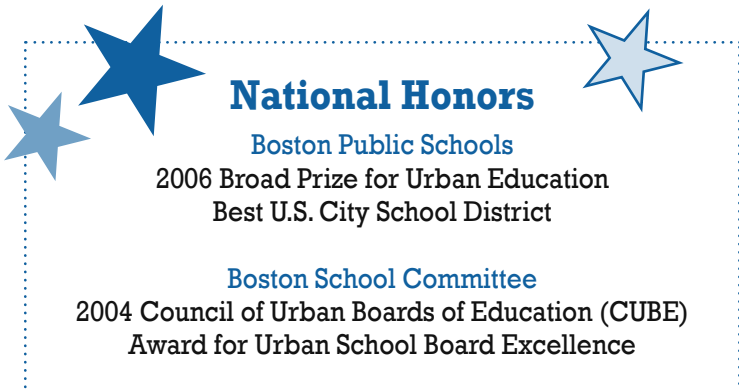 National Honors
Boston Public Schools
2006 Broad Prize for Urban Education
Best U.S. City School District
Boston School Committee
2004 Council of Urban Boards of Education (CUBE)
Award for Urban School Board Excellence